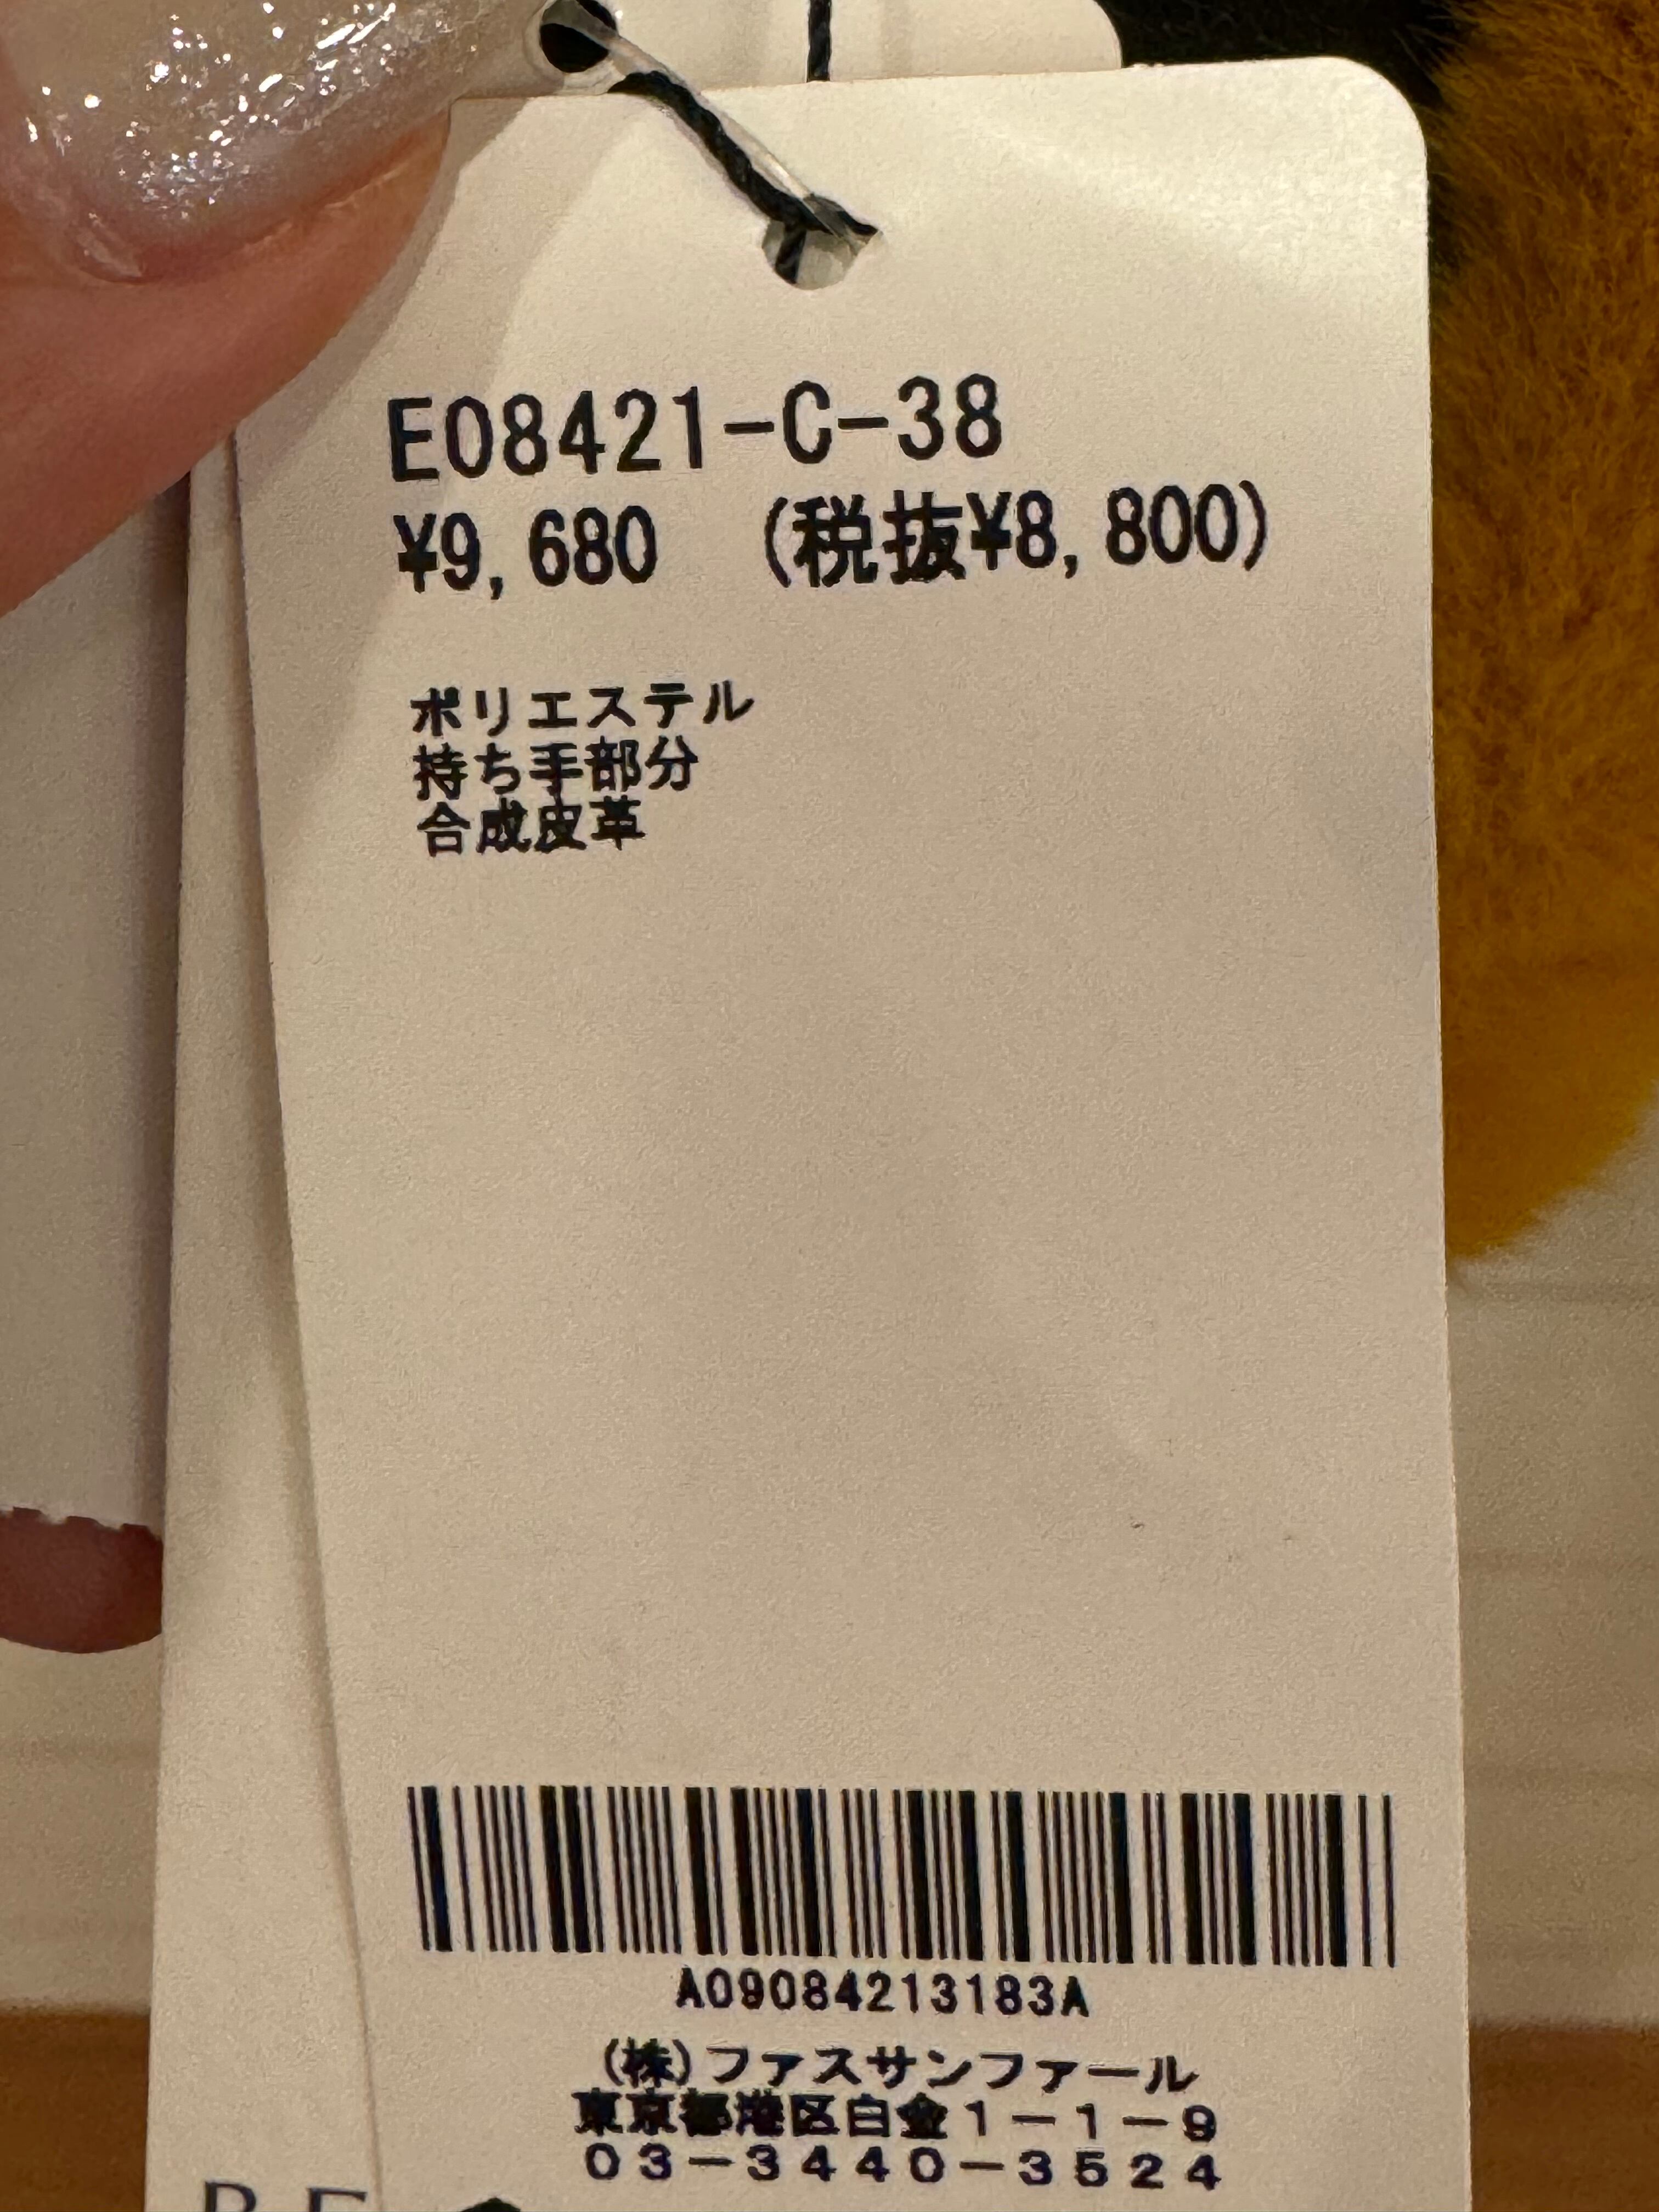 E08421-C-38
¥9,680 (税抜¥8,800)
ポリエステル
持ち手部分
合成皮革
A09084213183A
(株)ファスサンファール
東京都港区白金1-1-9
03-3440-3524